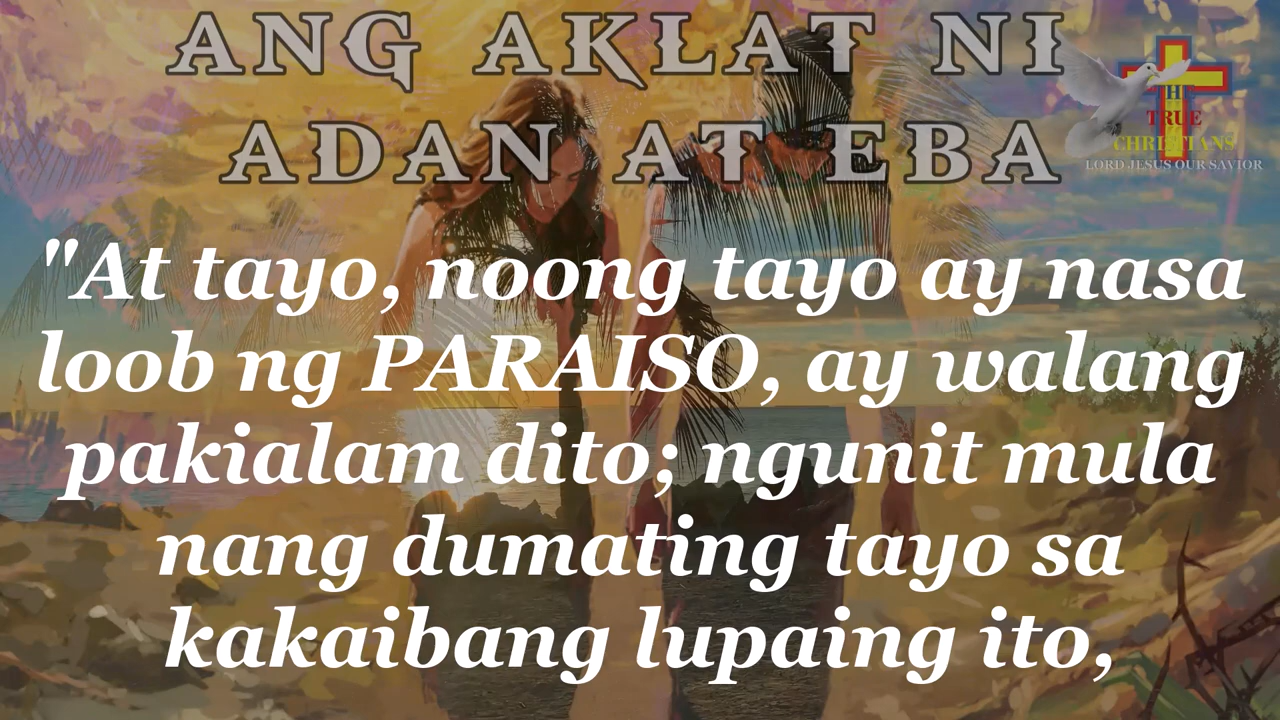 ANG AKLAT NI
ADAN AT EBA
THE
TRUE
CHRISTIANS
LORD JESUS OUR SAVIOR
"At tayo, noong tayo ay nasa
loob ng PARAISO, ay walang
pakialam dito; ngunit mula
nang dumating tayo sa
kakaibang lupaing ito,